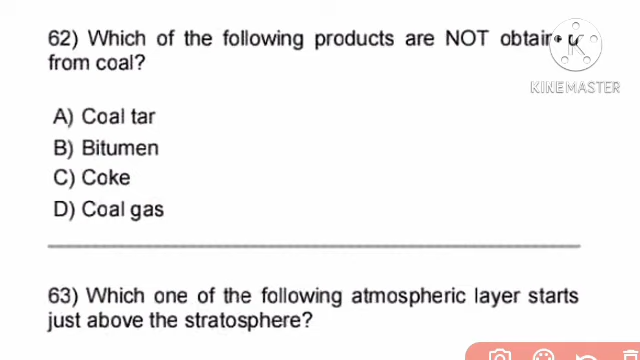 62) Which of the following products are NOT
from coal?
A) Coal tar
B) Bitumen
C) Coke
D) Coal gas
63) Which one of the following atmospheric layer starts
just above the stratosphere?
K
KINEMASTER